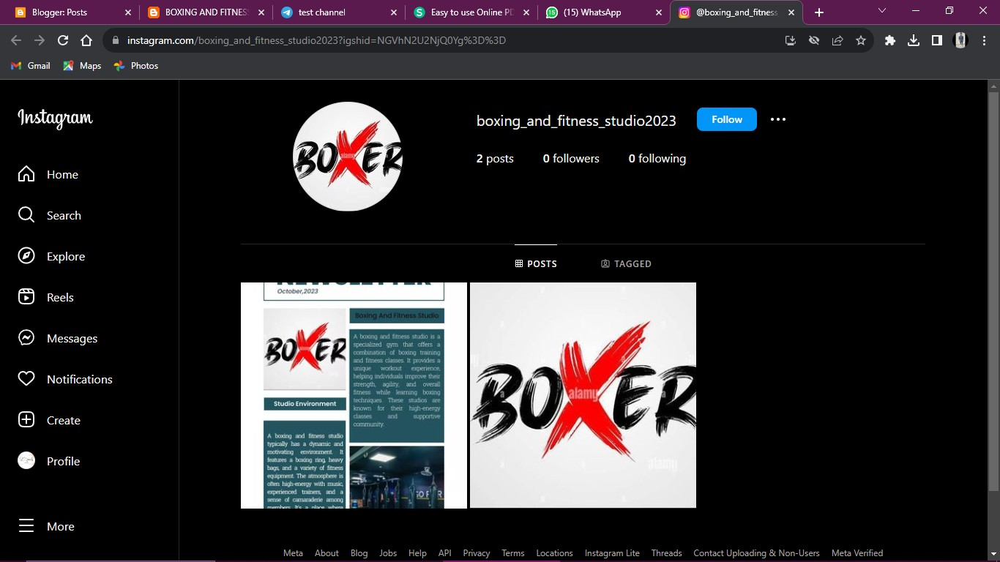 Blogger: Posts
BOXING AND FITNESS
test channel
Easy to use Online PD
(15) WhatsApp
@boxing_and_fitness
instagram.com/boxing_and_fitness_studio2023?igshid=NGVhN2U2NjQ0Yg%3D%3D
Gmail
Maps
Photos
Instagram
Home
Search
Explore
Reels
Messages
Notifications
Create
Profile
More
BOXER
alamy
boxing_and_fitness_studio2023
Follow
2 posts
0 followers
0 following
POSTS
TAGGED
NEWSLETTER
October,2023
BOXER
Studio Environment
A boxing and fitness studio
typically has a dynamic and
motivating environment. It
features a boxing ring, heavy
bags, and a variety of fitness
equipment. The atmosphere is
often high-energy with music,
experienced trainers, and a
sense of camaraderie among
members. It's a place where
Boxing And Fitness Studio
A boxing and fitness studio is a
specialized gym that offers a
combination of boxing training
and fitness classes. It provides a
unique workout experience,
helping individuals improve their
strength, agility, and overall
fitness while learning boxing
techniques. These studios are
known for their high-energy
classes and supportive
community.
BOXER
alamy
a
a
a
a
alamy
Meta
About
Blog
Jobs
Help
API
Privacy
Terms
Locations
Instagram Lite
Threads
Contact Uploading & Non-Users
Meta Verified